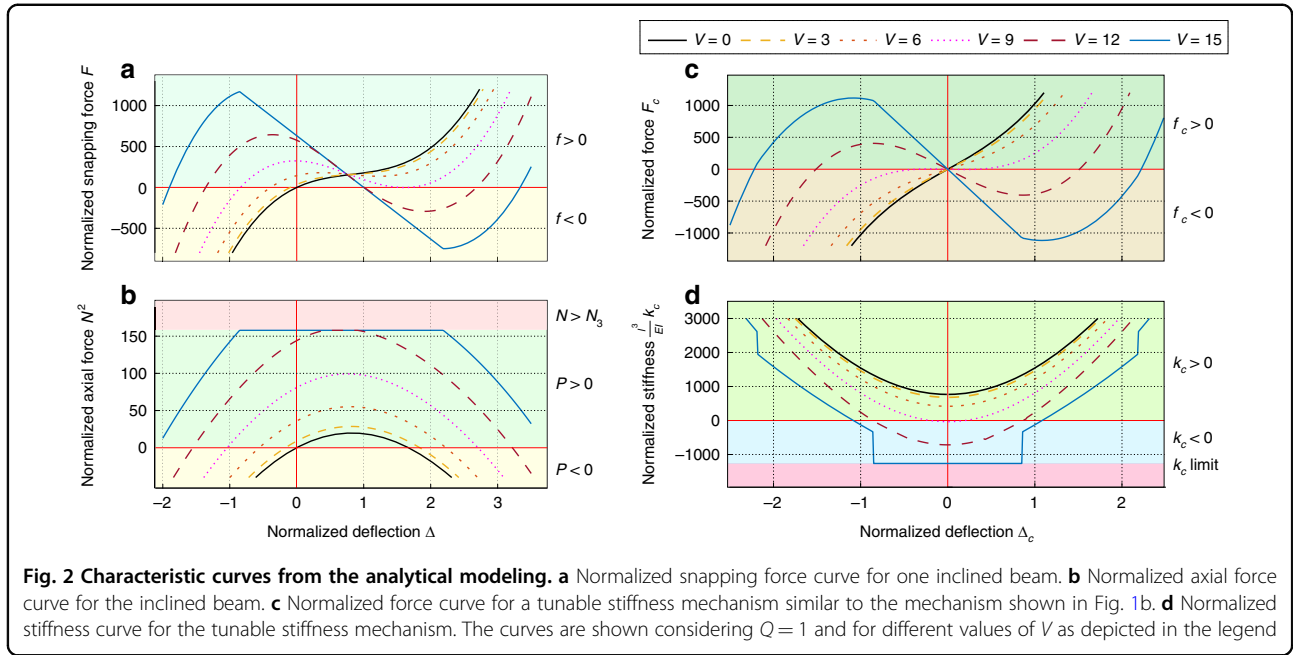 V = 0 V = 3 V = 6 V = 9 V = 12 V = 15
a
Normalized snapping force F
1000
500
0
−500
f > 0
f < 0
c
Normalized force F_c
1000
500
0
−500
−1000
f_c > 0
f_c < 0
b
Normalized axial force N²
150
100
50
0
N > N₃
P > 0
P < 0
−2 −1 0 1 2 3
Normalized deflection Δ
d
Normalized stiffness l³/EI k_c
3000
2000
1000
0
−1000
k_c > 0
k_c < 0
k_c limit
−2 −1 0 1 2
Normalized deflection Δ_c
Fig. 2 Characteristic curves from the analytical modeling. a Normalized snapping force curve for one inclined beam. b Normalized axial force
curve for the inclined beam. c Normalized force curve for a tunable stiffness mechanism similar to the mechanism shown in Fig. 1b. d Normalized
stiffness curve for the tunable stiffness mechanism. The curves are shown considering Q = 1 and for different values of V as depicted in the legend